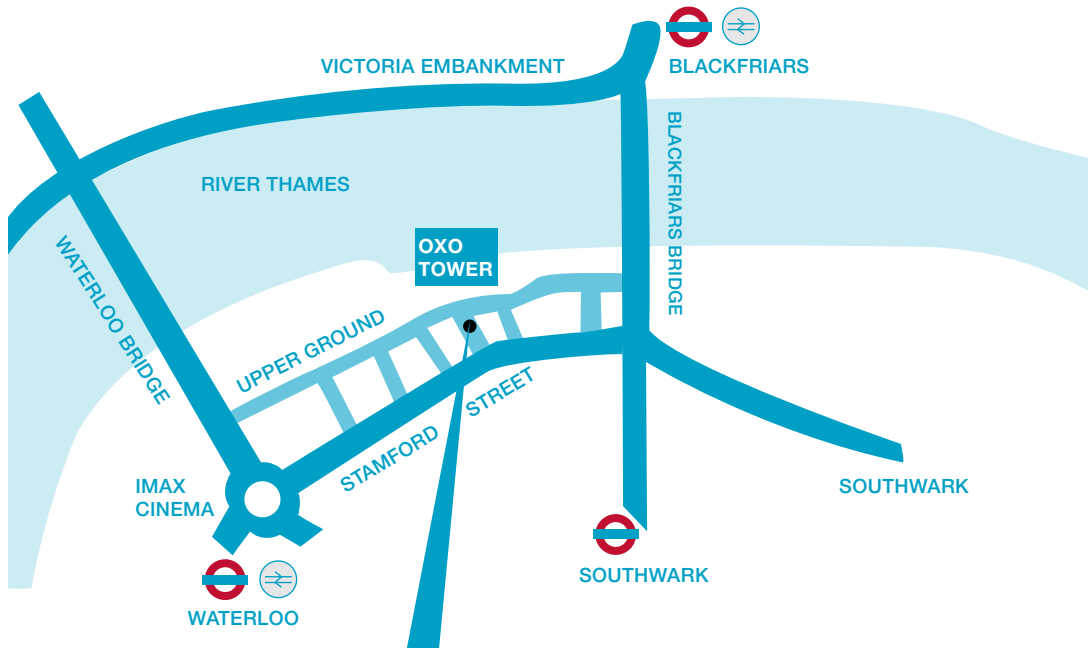 VICTORIA EMBANKMENT
BLACKFRIARS
BLACKFRIARS BRIDGE
RIVER THAMES
OXO
TOWER
WATERLOO BRIDGE
UPPER GROUND
STAMFORD STREET
IMAX
CINEMA
SOUTHWARK
SOUTHWARK
WATERLOO